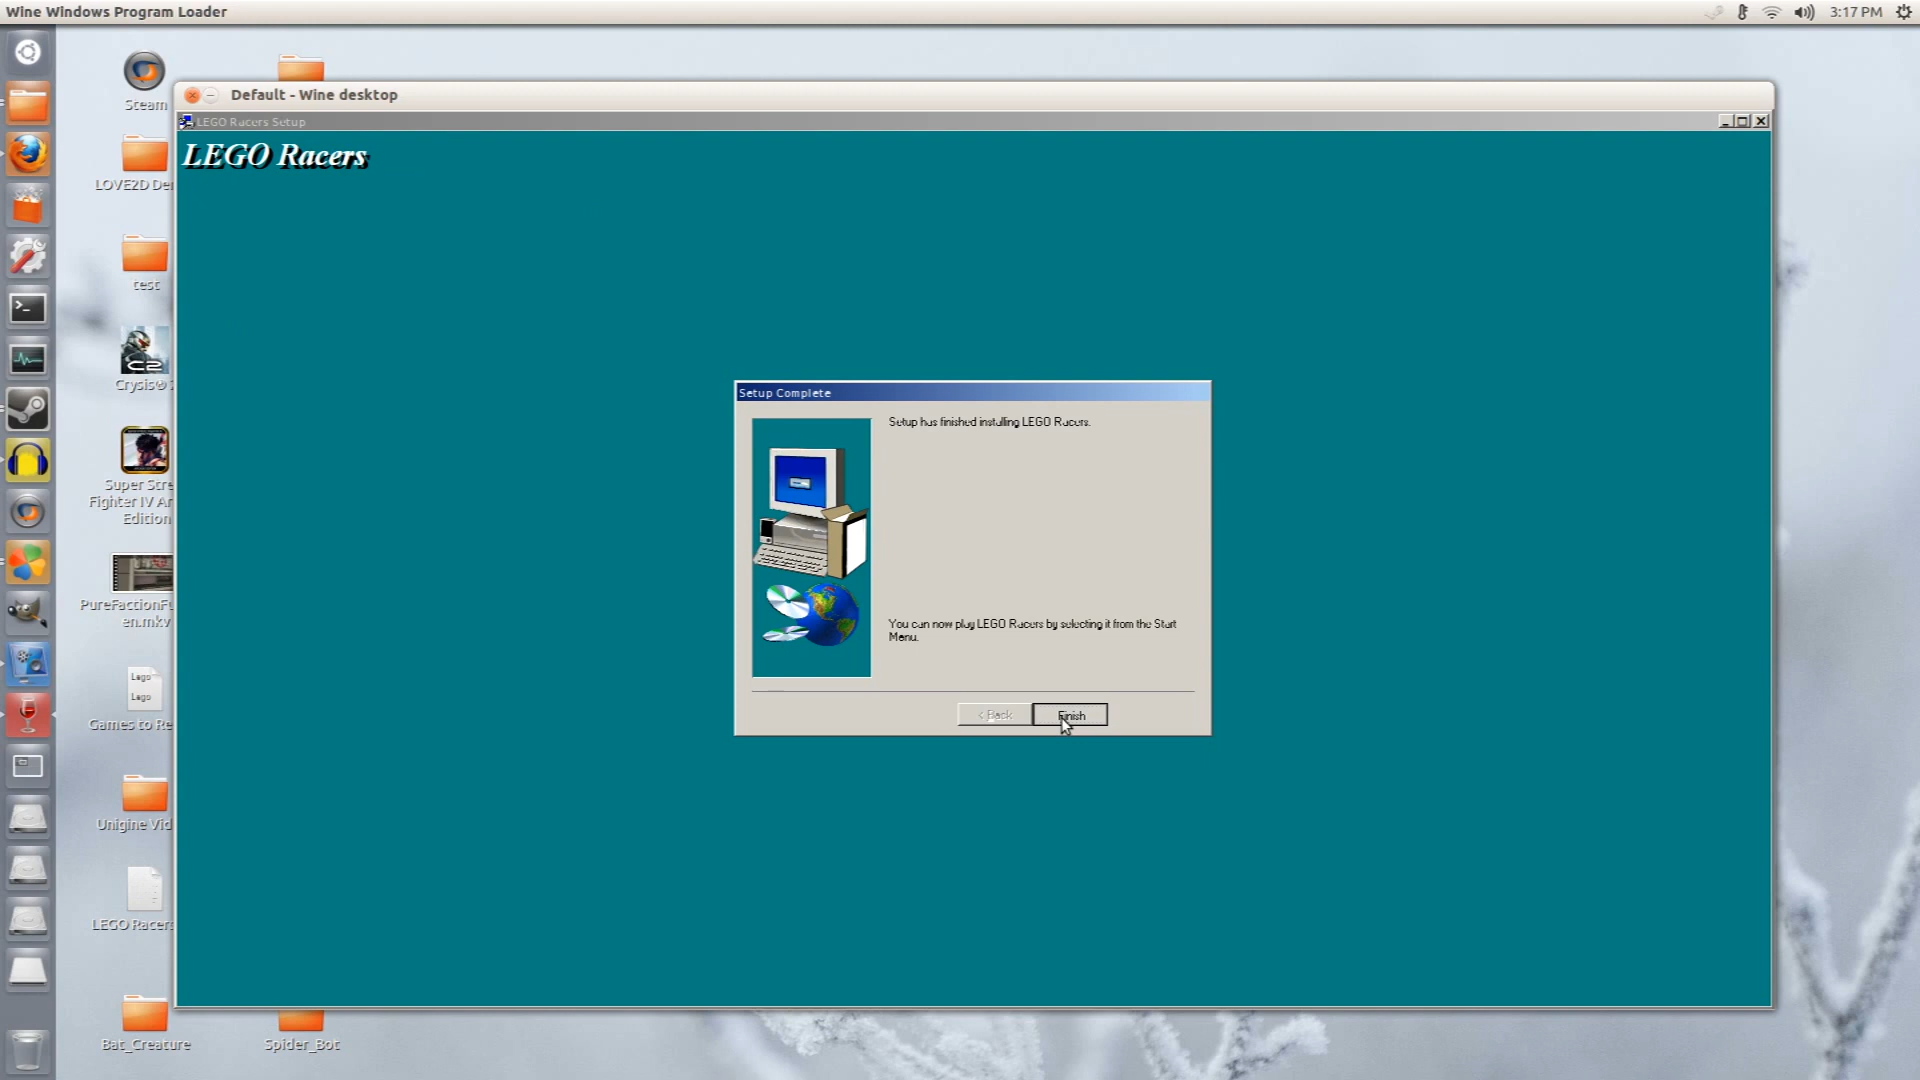 Wine Windows Program Loader
3:17 PM
Steam
Default - Wine desktop
LEGO Racers Setup
LEGO Racers
LOVE2D
test
Crysis®
Super Stre
Fighter IV Ar
Edition
PureFactionFu
en.mkv
Lego
Lego
Games to Re
Unigine Vid
LEGO Racers
Bat_Creature
Spider_Bot
Setup Complete
Setup has finished installing LEGO Racers.
You can now play LEGO Racers by selecting it from the Start
Menu.
< Back
Finish